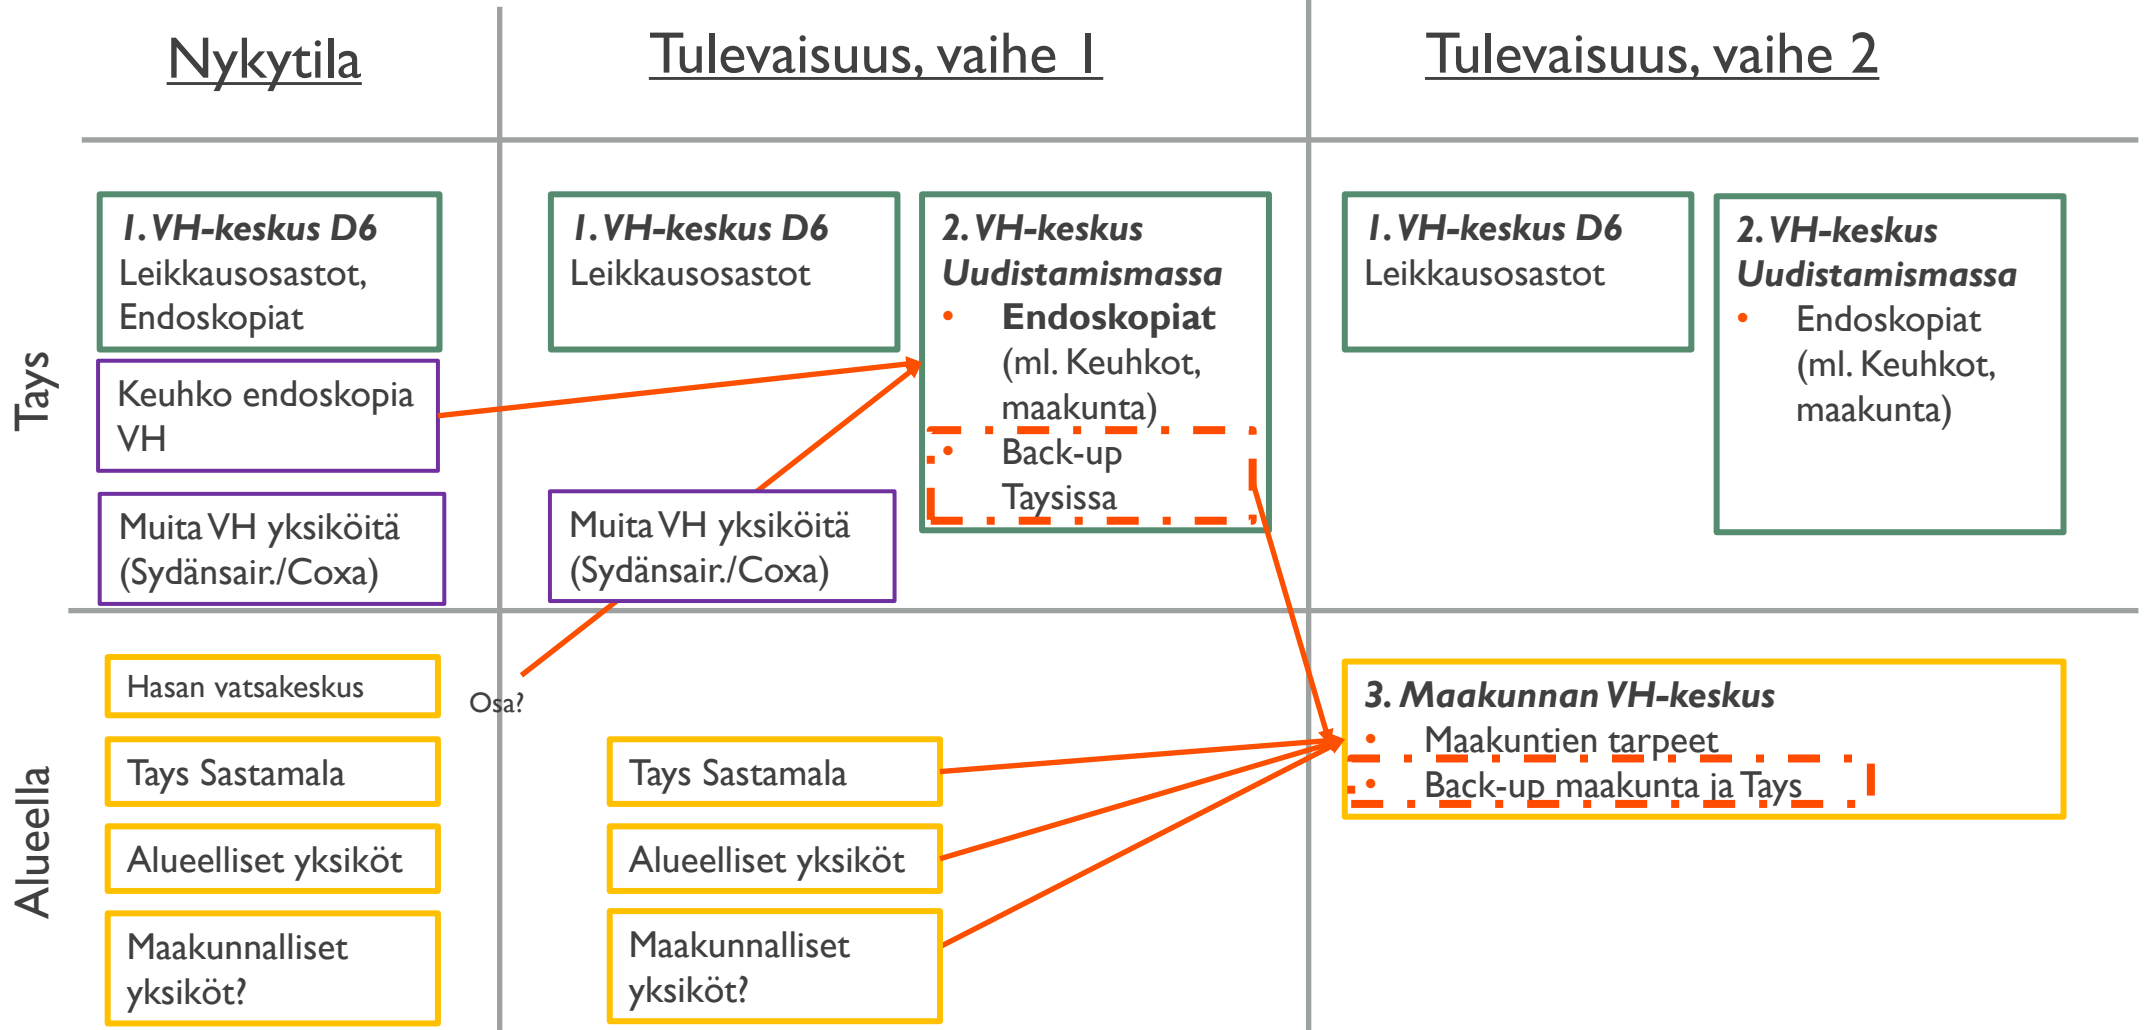 Nykytila
Tulevaisuus, vaihe 1
Tulevaisuus, vaihe 2
Tays
1. VH-keskus D6
Leikkausosastot,
Endoskopiat
Keuhko endoskopia
VH
Muita VH yksiköitä
(Sydänsair./Coxa)
1. VH-keskus D6
Leikkausosastot
Muita VH yksiköitä
(Sydänsair./Coxa)
2. VH-keskus
Uudistamismassa
• Endoskopiat
(ml. Keuhkot,
maakunta)
• Back-up
Taysissa
1. VH-keskus D6
Leikkausosastot
2. VH-keskus
Uudistamismassa
• Endoskopiat
(ml. Keuhkot,
maakunta)
Alueella
Hasan vatsakeskus
Osa?
Tays Sastamala
Alueelliset yksiköt
Maakunnalliset
yksiköt?
Tays Sastamala
Alueelliset yksiköt
Maakunnalliset
yksiköt?
3. Maakunnan VH-keskus
• Maakuntien tarpeet
• Back-up maakunta ja Tays